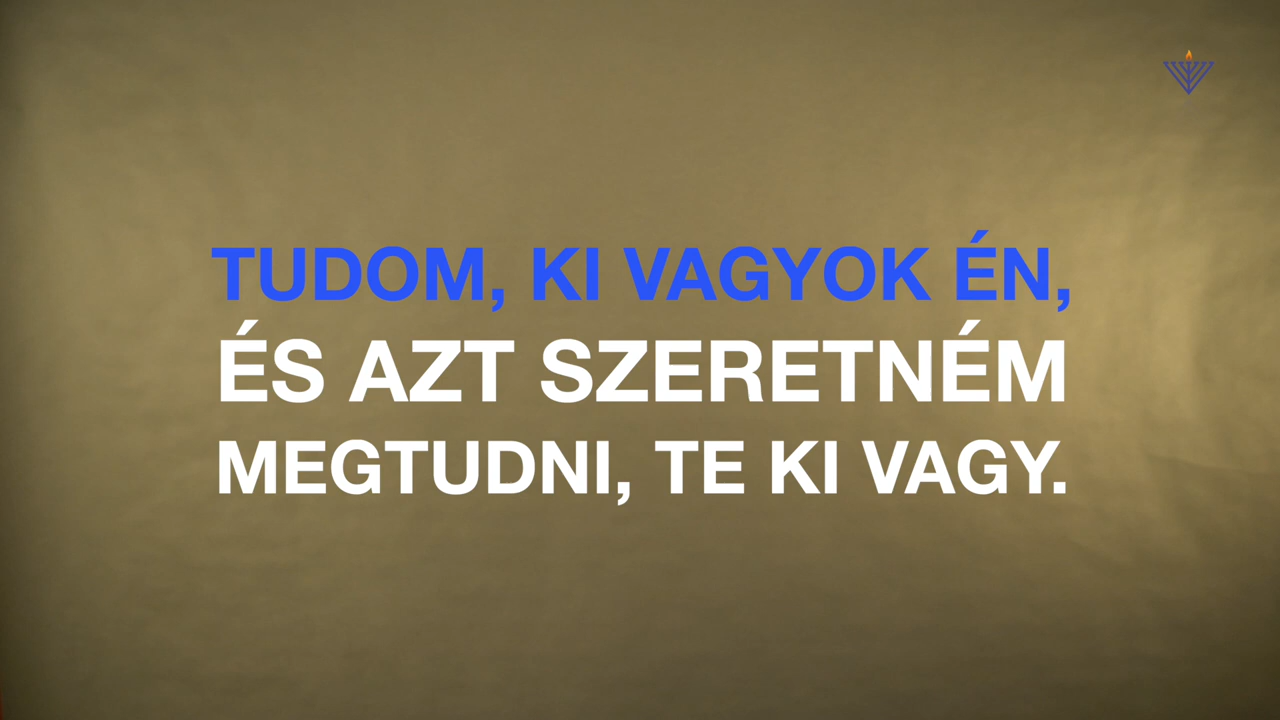 TUDOM, KI VAGYOK ÉN,
ÉS AZT SZERETNÉM
MEGTUDNI, TE KI VAGY.